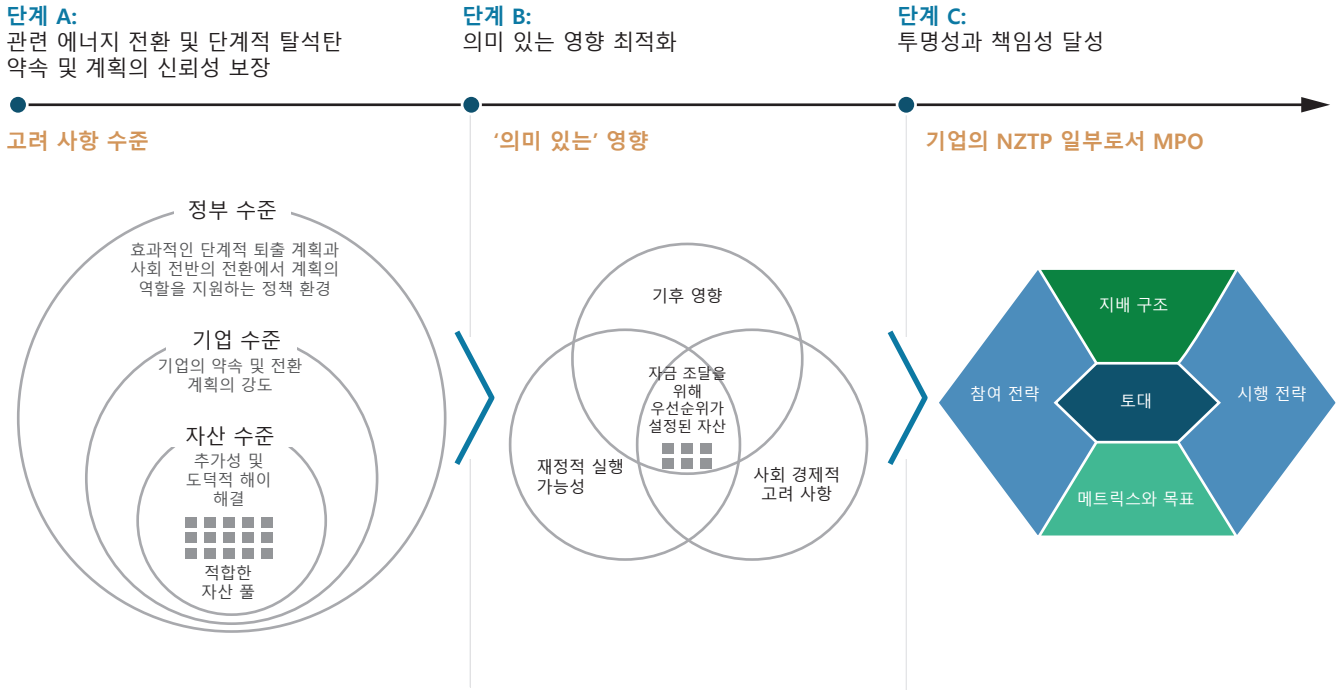 단계 A:
관련 에너지 전환 및 단계적 탈석탄
약속 및 계획의 신뢰성 보장
고려 사항 수준
정부 수준
효과적인 단계적 퇴출 계획과
사회 전반의 전환에서 계획의
역할을 지원하는 정책 환경
기업 수준
기업의 약속 및 전환
계획의 강도
자산 수준
추가성 및
도덕적 해이
해결
적합한
자산 풀
단계 B:
의미 있는 영향 최적화
‘의미 있는’ 영향
기후 영향
자금 조달을
위해
우선순위가
설정된 자산
재정적 실행
가능성
사회 경제적
고려 사항
단계 C:
투명성과 책임성 달성
기업의 NZTP 일부로서 MPO
지배 구조
참여 전략
토대
시행 전략
메트릭스와 목표